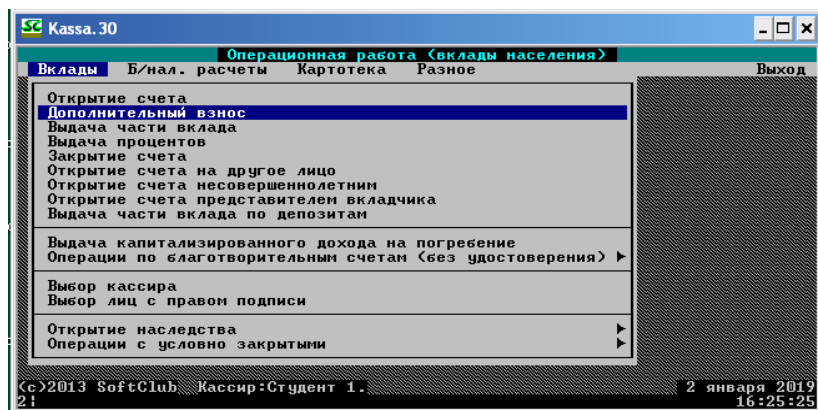 SC Kassa.30
Операционная работа (вклады населения)
Вклады Б/нал. расчеты Картотека Разное Выход
Открытие счета
Дополнительный взнос
Выдача части вклада
Выдача процентов
Закрытие счета
Открытие счета на другое лицо
Открытие счета несовершеннолетним
Открытие счета представителем вкладчика
Выдача части вклада по депозитам
Выдача капитализированного дохода на погребение
Операции по благотворительным счетам (без удостоверения)
Выбор кассира
Выбор лиц с правом подписи
Открытие наследства
Операции с условно закрытыми
(c)2013 SoftClub Кассир:Студент 1. 2 января 2019
2! 16:25:25